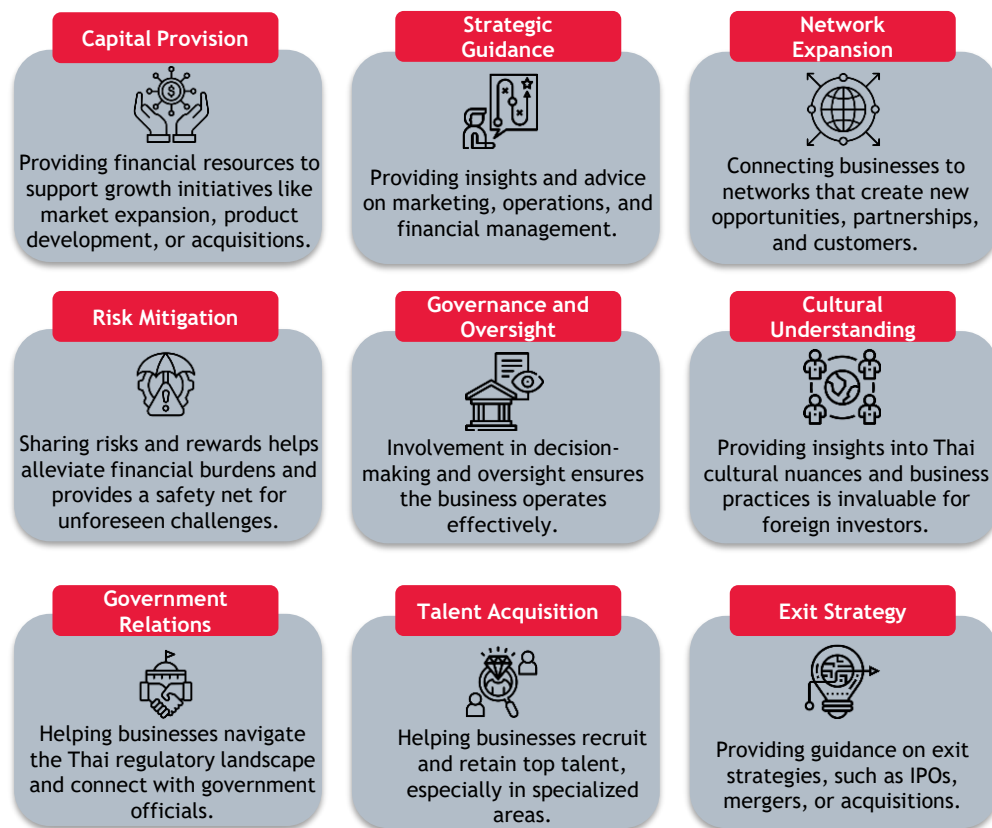 Capital Provision
Providing financial resources to
support growth initiatives like
market expansion, product
development, or acquisitions.
Strategic
Guidance
Providing insights and advice
on marketing, operations, and
financial management.
Network
Expansion
Connecting businesses to
networks that create new
opportunities, partnerships,
and customers.
Risk Mitigation
Sharing risks and rewards helps
alleviate financial burdens and
provides a safety net for
unforeseen challenges.
Governance and
Oversight
Involvement in decision-
making and oversight ensures
the business operates
effectively.
Cultural
Understanding
Providing insights into Thai
cultural nuances and business
practices is invaluable for
foreign investors.
Government
Relations
Helping businesses navigate
the Thai regulatory landscape
and connect with government
officials.
Talent Acquisition
Helping businesses recruit
and retain top talent,
especially in specialized
areas.
Exit Strategy
Providing guidance on exit
strategies, such as IPOs,
mergers, or acquisitions.